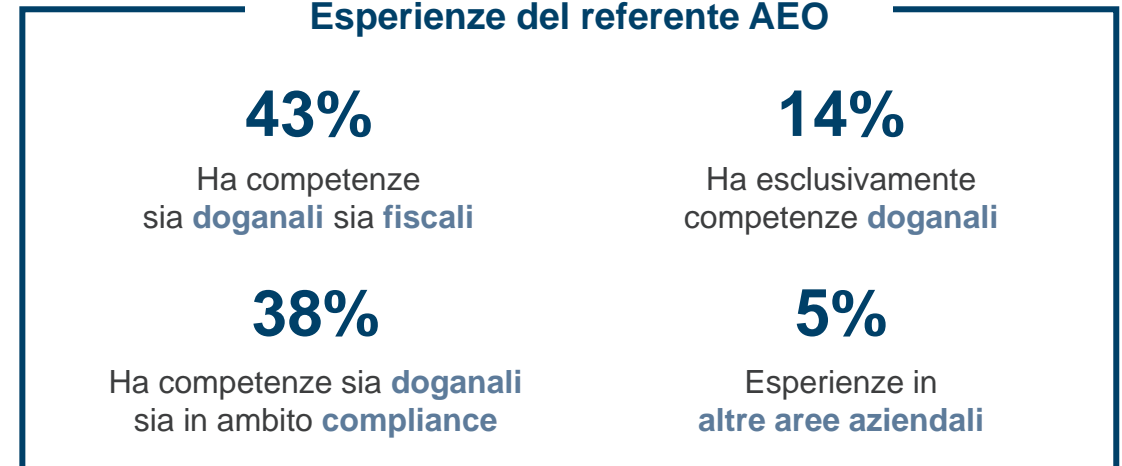 Esperienze del referente AEO
43%
Ha competenze
sia doganali sia fiscali
14%
Ha esclusivamente
competenze doganali
38%
Ha competenze sia doganali
sia in ambito compliance
5%
Esperienze in
altre aree aziendali